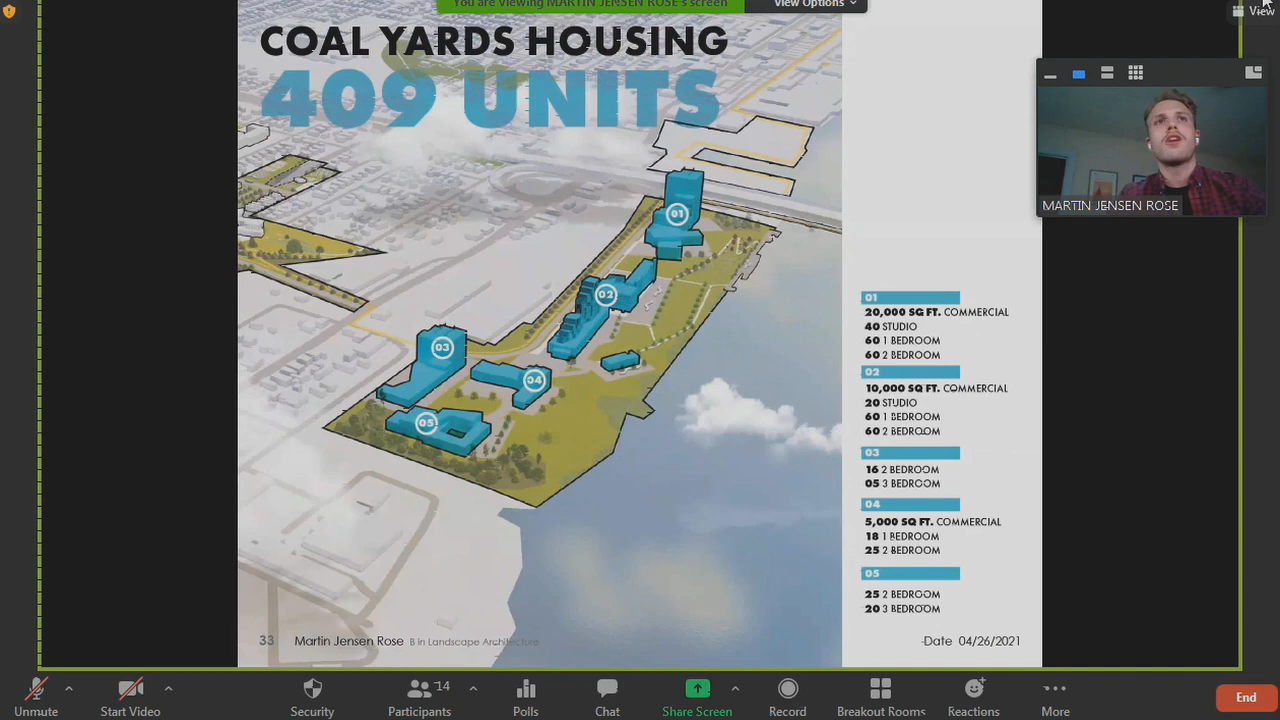 You are viewing MARTIN JENSEN ROSE's screen
View Options
View
COAL YARDS HOUSING
409 UNITS
MARTIN JENSEN ROSE
01
02
03
04
05
01
20,000 SG FT. COMMERCIAL
40 STUDIO
60 1 BEDROOM
60 2 BEDROOM
02
10,000 SQ FT. COMMERCIAL
20 STUDIO
60 1 BEDROOM
60 2 BEDROOM
03
16 2 BEDROOM
05 3 BEDROOM
04
5,000 SQ FT. COMMERCIAL
18 1 BEDROOM
25 2 BEDROOM
05
25 2 BEDROOM
20 3 BEDROOM
33 Martin Jensen Rose B in Landscape Architecture
Date 04/26/2021
Unmute
Start Video
Security
14
Participants
Polls
Chat
Share Screen
Record
Breakout Rooms
Reactions
More
End